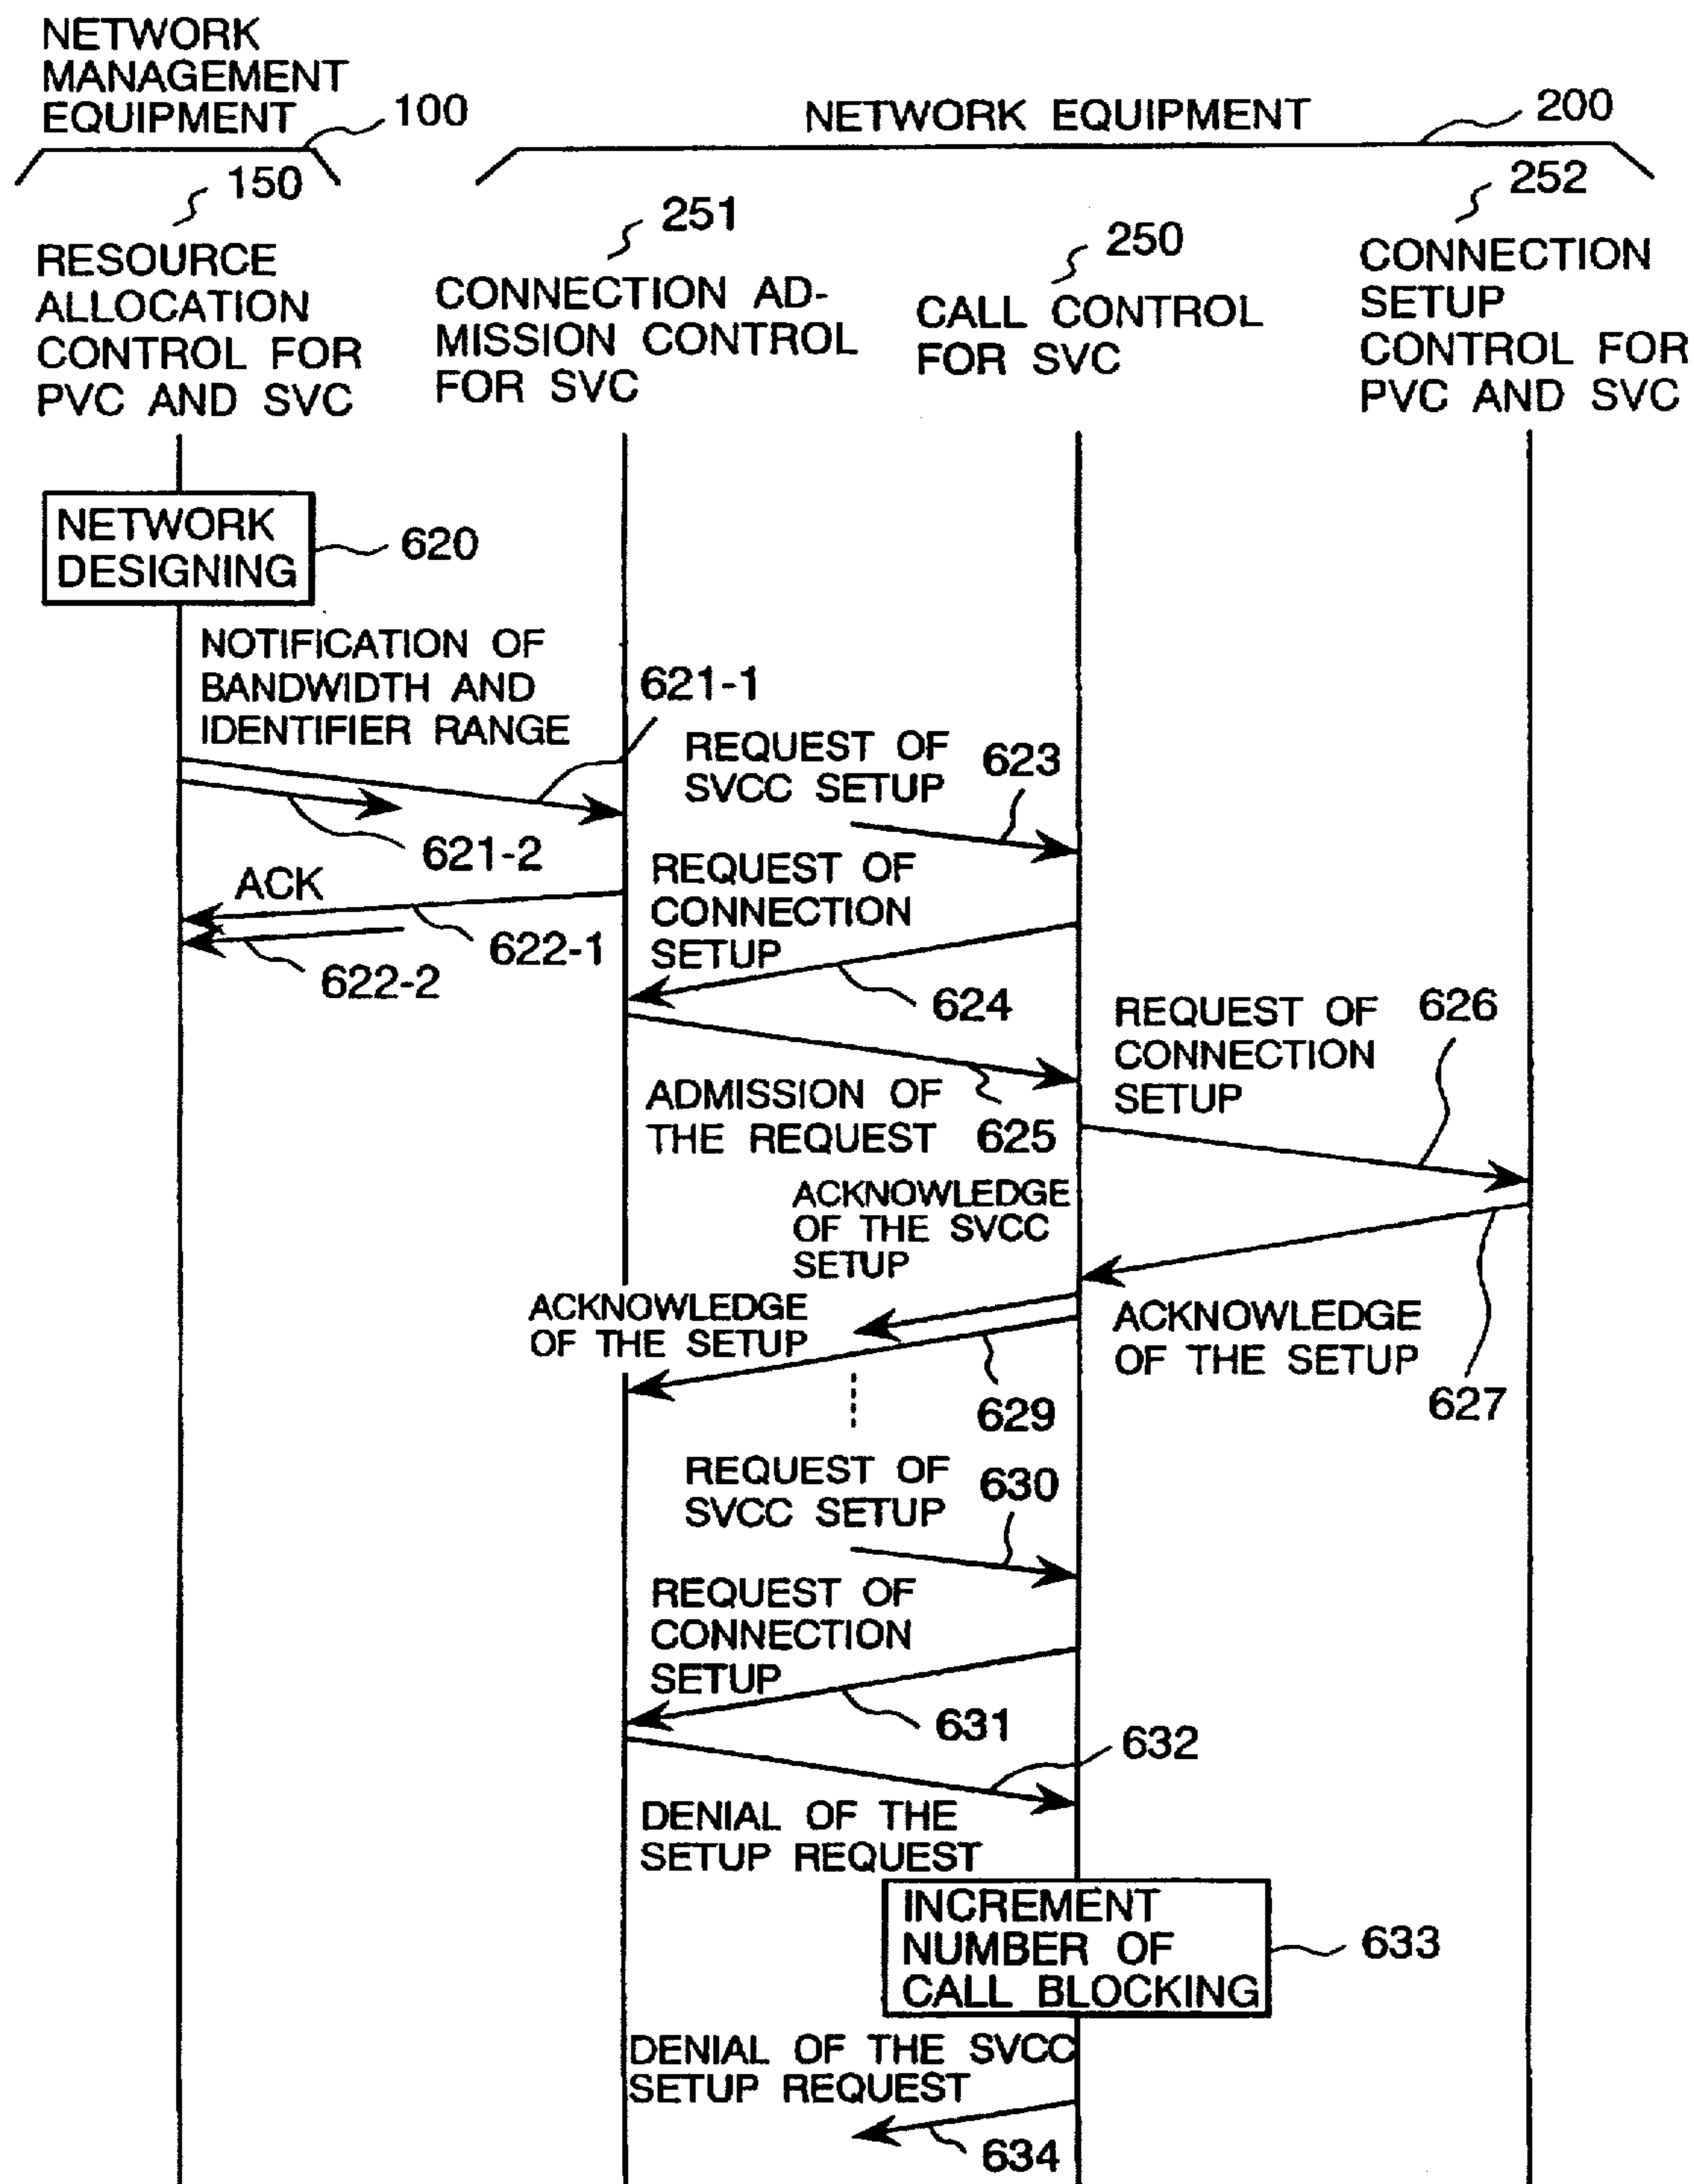 NETWORK
MANAGEMENT
EQUIPMENT
100
NETWORK EQUIPMENT
200
150
RESOURCE
ALLOCATION
CONTROL FOR
PVC AND SVC
251
CONNECTION AD-
MISSION CONTROL
FOR SVC
250
CALL CONTROL
FOR SVC
252
CONNECTION
SETUP
CONTROL FOR
PVC AND SVC
NETWORK
DESIGNING
620
NOTIFICATION OF
BANDWIDTH AND
IDENTIFIER RANGE
621-1
621-2
REQUEST OF
SVCC SETUP
623
ACK
622-1
622-2
REQUEST OF
CONNECTION
SETUP
624
ADMISSION OF
THE REQUEST
625
REQUEST OF
CONNECTION
SETUP
626
ACKNOWLEDGE
OF THE SVCC
SETUP
ACKNOWLEDGE
OF THE SETUP
627
ACKNOWLEDGE
OF THE SETUP
629
REQUEST OF
SVCC SETUP
630
REQUEST OF
CONNECTION
SETUP
631
632
DENIAL OF THE
SETUP REQUEST
INCREMENT
NUMBER OF
CALL BLOCKING
633
DENIAL OF THE SVCC
SETUP REQUEST
634